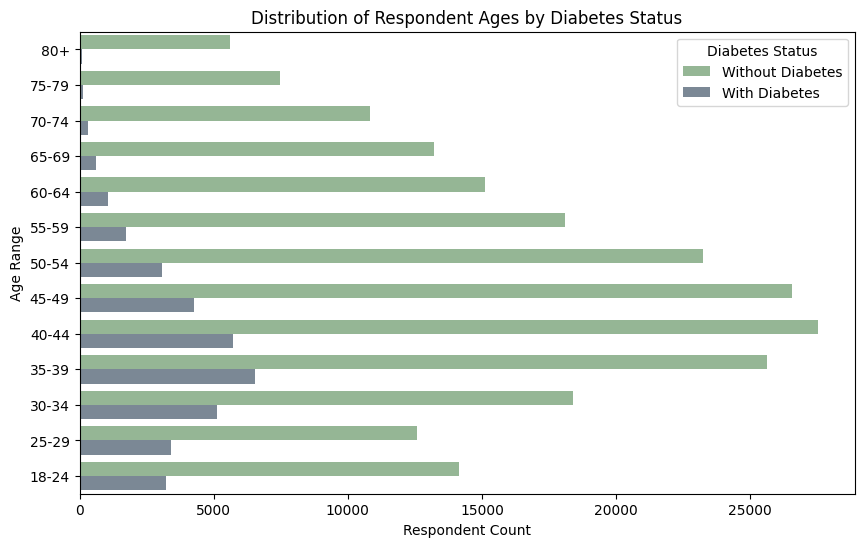 Distribution of Respondent Ages by Diabetes Status
Diabetes Status
Without Diabetes
With Diabetes
Age Range
80+
75-79
70-74
65-69
60-64
55-59
50-54
45-49
40-44
35-39
30-34
25-29
18-24
0 5000 10000 15000 20000 25000
Respondent Count